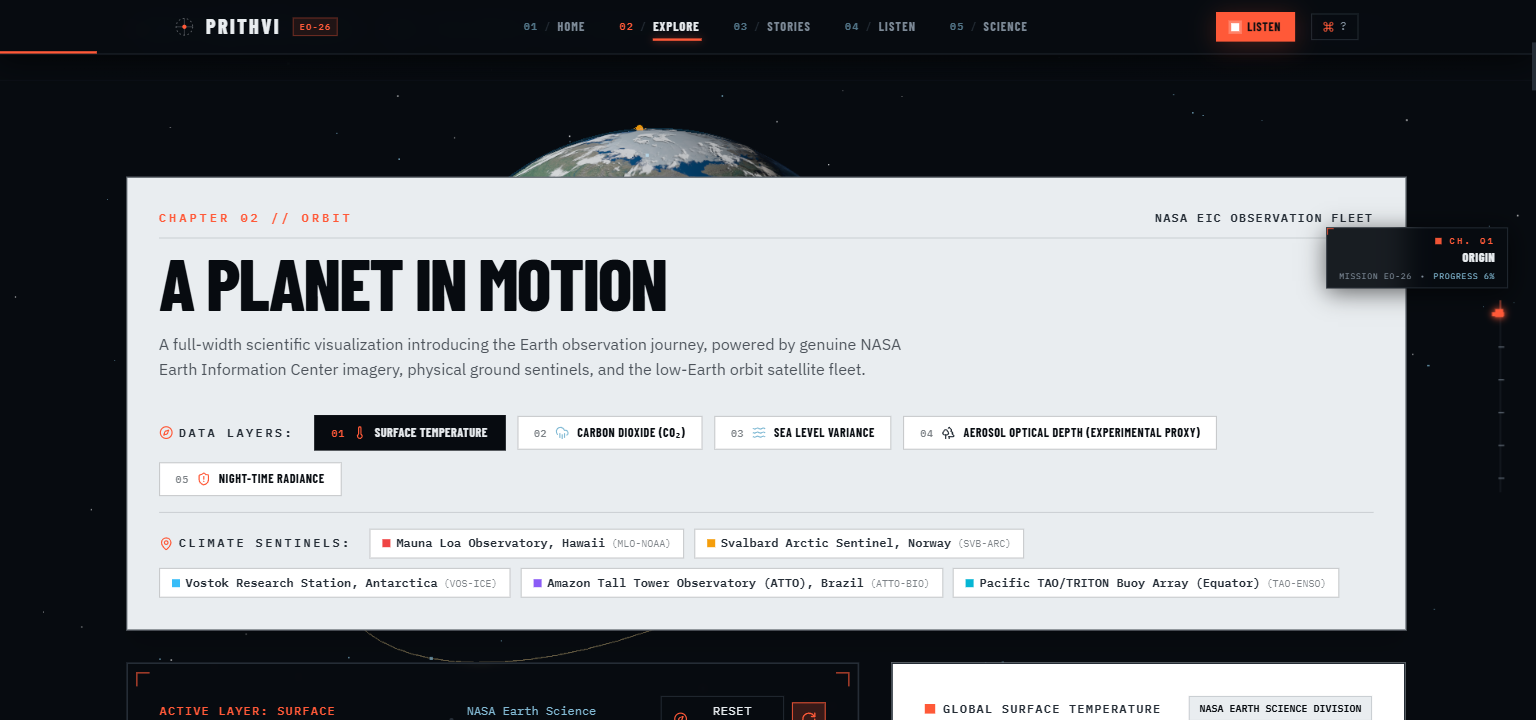 PRITHVI EO-26 01 / HOME 02 / EXPLORE 03 / STORIES 04 / LISTEN 05 / SCIENCE LISTEN ⌘ ?
CHAPTER 02 // ORBIT NASA EIC OBSERVATION FLEET
CH. 01
ORIGIN
MISSION EO-26 • PROGRESS 6%
A PLANET IN MOTION
A full-width scientific visualization introducing the Earth observation journey, powered by genuine NASA
Earth Information Center imagery, physical ground sentinels, and the low-Earth orbit satellite fleet.
DATA LAYERS: 01 SURFACE TEMPERATURE 02 CARBON DIOXIDE (CO₂) 03 SEA LEVEL VARIANCE 04 AEROSOL OPTICAL DEPTH (EXPERIMENTAL PROXY)
05 NIGHT-TIME RADIANCE
CLIMATE SENTINELS: Mauna Loa Observatory, Hawaii (MLO-NOAA) Svalbard Arctic Sentinel, Norway (SVB-ARC)
Vostok Research Station, Antarctica (VOS-ICE) Amazon Tall Tower Observatory (ATTO), Brazil (ATTO-BIO) Pacific TAO/TRITON Buoy Array (Equator) (TAO-ENSO)
ACTIVE LAYER: SURFACE NASA Earth Science RESET
GLOBAL SURFACE TEMPERATURE NASA EARTH SCIENCE DIVISION